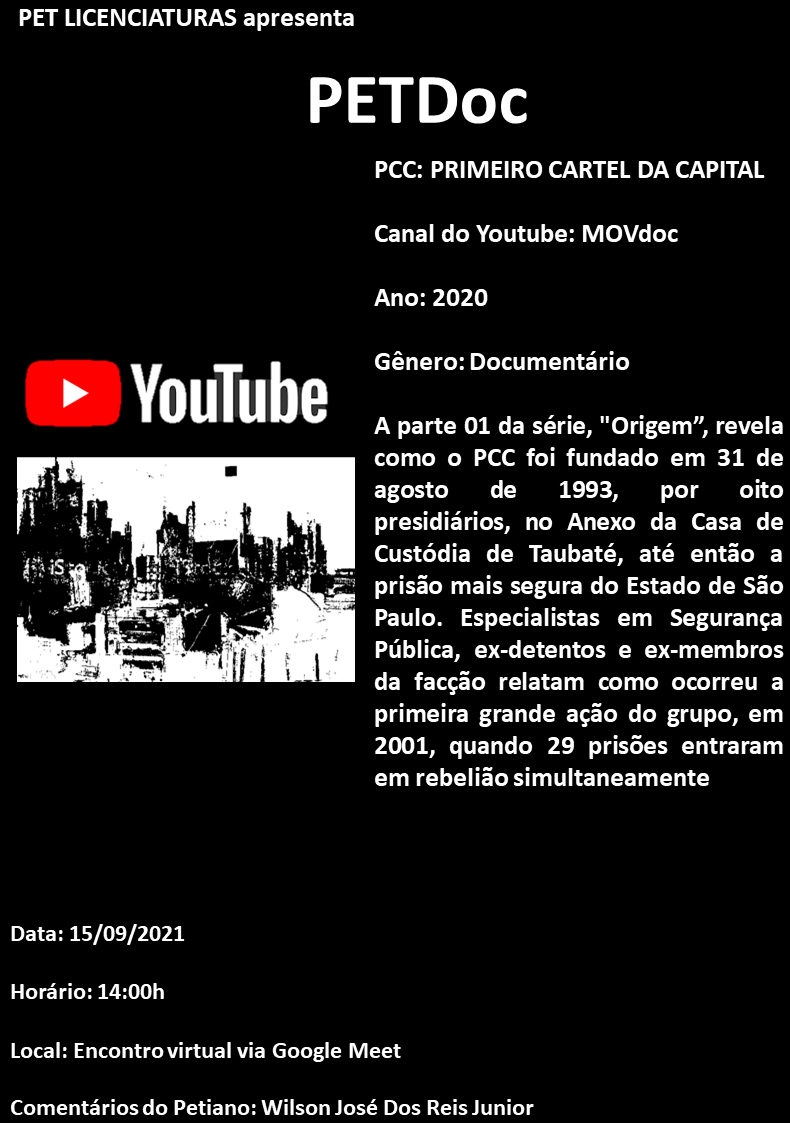 PET LICENCIATURAS apresenta
PETDoc
PCC: PRIMEIRO CARTEL DA CAPITAL
Canal do Youtube: MOVdoc
Ano: 2020
Gênero: Documentário
YouTube
A parte 01 da série, "Origem”, revela
como o PCC foi fundado em 31 de
agosto de 1993, por oito
presidiários, no Anexo da Casa de
Custódia de Taubaté, até então a
prisão mais segura do Estado de São
Paulo. Especialistas em Segurança
Pública, ex-detentos e ex-membros
da facção relatam como ocorreu a
primeira grande ação do grupo, em
2001, quando 29 prisões entraram
em rebelião simultaneamente
Data: 15/09/2021
Horário: 14:00h
Local: Encontro virtual via Google Meet
Comentários do Petiano: Wilson José Dos Reis Junior